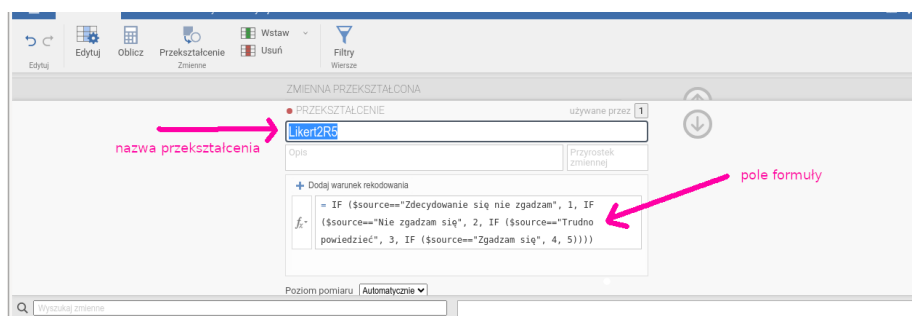 Wstaw
Edytuj Oblicz Przekształcenie Usuń Filtry
Edytuj Zmienne Wiersze
ZMIENNA PRZEKSZTAŁCONA
PRZEKSZTAŁCENIE używane przez 1
Likert2R5
nazwa przekształcenia
Opis Przyrostek
zmiennej
pole formuły
+ Dodaj warunek rekodowania
fx = IF ($source=="Zdecydowanie się nie zgadzam", 1, IF
($source=="Nie zgadzam się", 2, IF ($source=="Trudno
powiedzieć", 3, IF ($source=="Zgadzam się", 4, 5))))
Poziom pomiaru Automatycznie
Wyszukaj zmienne